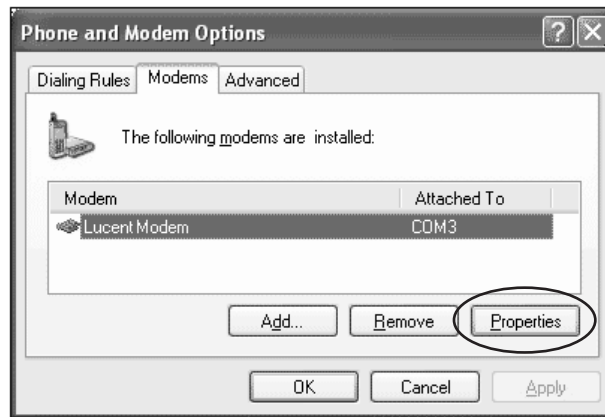 Phone and Modem Options
Dialing Rules Modems Advanced
The following modems are installed:
Modem Attached To
Lucent Modem COM3
Add... Remove Properties
OK Cancel Apply